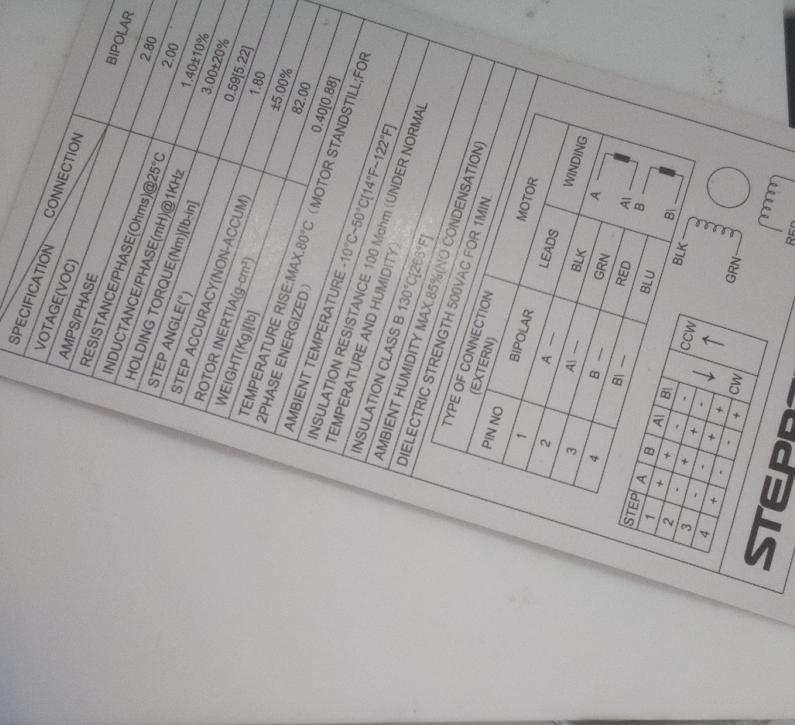 SPECIFICATION CONNECTION BIPOLAR
VOTAGE(VOC) 2.80
AMPS/PHASE 2.00
RESISTANCE/PHASE(Ohms)@25°C 1.40±10%
INDUCTANCE/PHASE(mH)@1KHz 3.00±20%
HOLDING TORQUE(Nm)[lb-in] 0.59[5.22]
STEP ANGLE(°) 1.80
STEP ACCURACY(NON-ACCUM) ±5.00%
ROTOR INERTIA(g-cm²) 82.00
WEIGHT(Kg)[lb] 0.40[0.88]
TEMPERATURE RISE:MAX.80°C (MOTOR STANDSTILL;FOR
2PHASE ENERGIZED)
AMBIENT TEMPERATURE -10°C~50°C[14°F~122°F]
INSULATION RESISTANCE 100 Mohm (UNDER NORMAL
TEMPERATURE AND HUMIDITY)
INSULATION CLASS B 130°C[266°F]
AMBIENT HUMIDITY MAX.85%(NO CONDENSATION)
DIELECTRIC STRENGTH 500VAC FOR 1MIN.
TYPE OF CONNECTION
(EXTERN)
MOTOR
PIN NO BIPOLAR LEADS WINDING
1 A — BLK A
2 A\ — GRN A\
3 B — RED B
4 B\ — BLU B\
STEP A B A\ B\
1 + + - -
2 - + + -
3 - - + +
4 + - - +
CCW
CW
BLK
GRN
RED